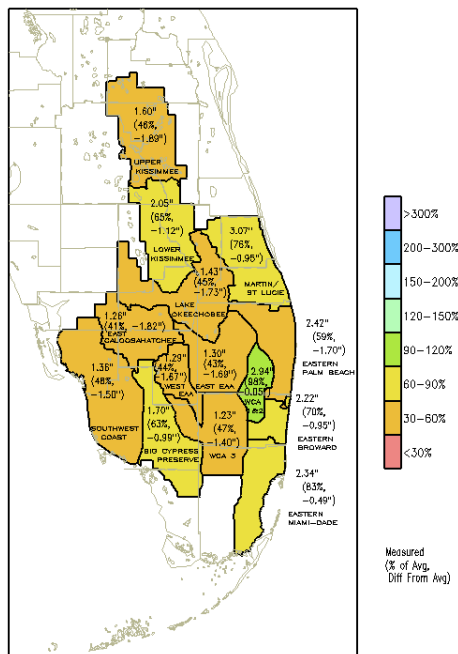 1.60"
(46%,
-1.89")
UPPER
KISSIMMEE
2.05"
(65%,
-1.12")
LOWER
KISSIMMEE
3.07"
(76%,
-0.95")
MARTIN/
ST LUCIE
1.43"
(45%,
-1.73")
LAKE
OKEECHOBEE
1.26"
(41%, -1.82")
EAST
CALOOSAHATCHEE
1.36"
(48%,
-1.50")
SOUTHWEST
COAST
1.29"
(44%,
-1.67")
WEST
EAA
1.30"
(43%,
-1.68")
EAST EAA
2.94"
(98%,
-0.05")
WCA
1&2
2.42"
(59%,
-1.70")
EASTERN
PALM BEACH
1.70"
(63%,
-0.99")
BIG CYPRESS
PRESERVE
1.23"
(47%,
-1.40")
WCA 3
2.22"
(70%,
-0.95")
EASTERN
BROWARD
2.34"
(83%,
-0.49")
EASTERN
MIAMI-DADE
>300%
200-300%
150-200%
120-150%
90-120%
60-90%
30-60%
<30%
Measured
(% of Avg,
Diff From Avg)